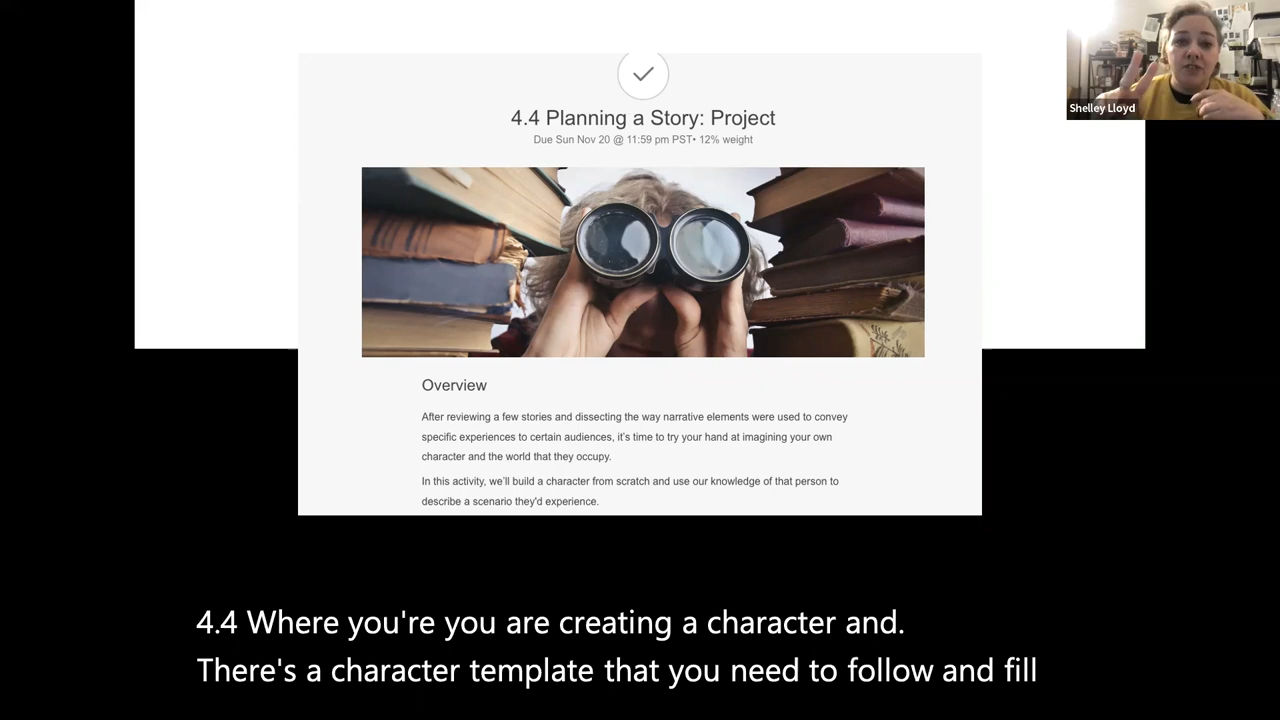 Shelley Lloyd
4.4 Planning a Story: Project
Due Sun Nov 20 @ 11:59 pm PST• 12% weight
Overview
After reviewing a few stories and dissecting the way narrative elements were used to convey
specific experiences to certain audiences, it’s time to try your hand at imagining your own
character and the world that they occupy.
In this activity, we’ll build a character from scratch and use our knowledge of that person to
describe a scenario they'd experience.
4.4 Where you're you are creating a character and.
There's a character template that you need to follow and fill